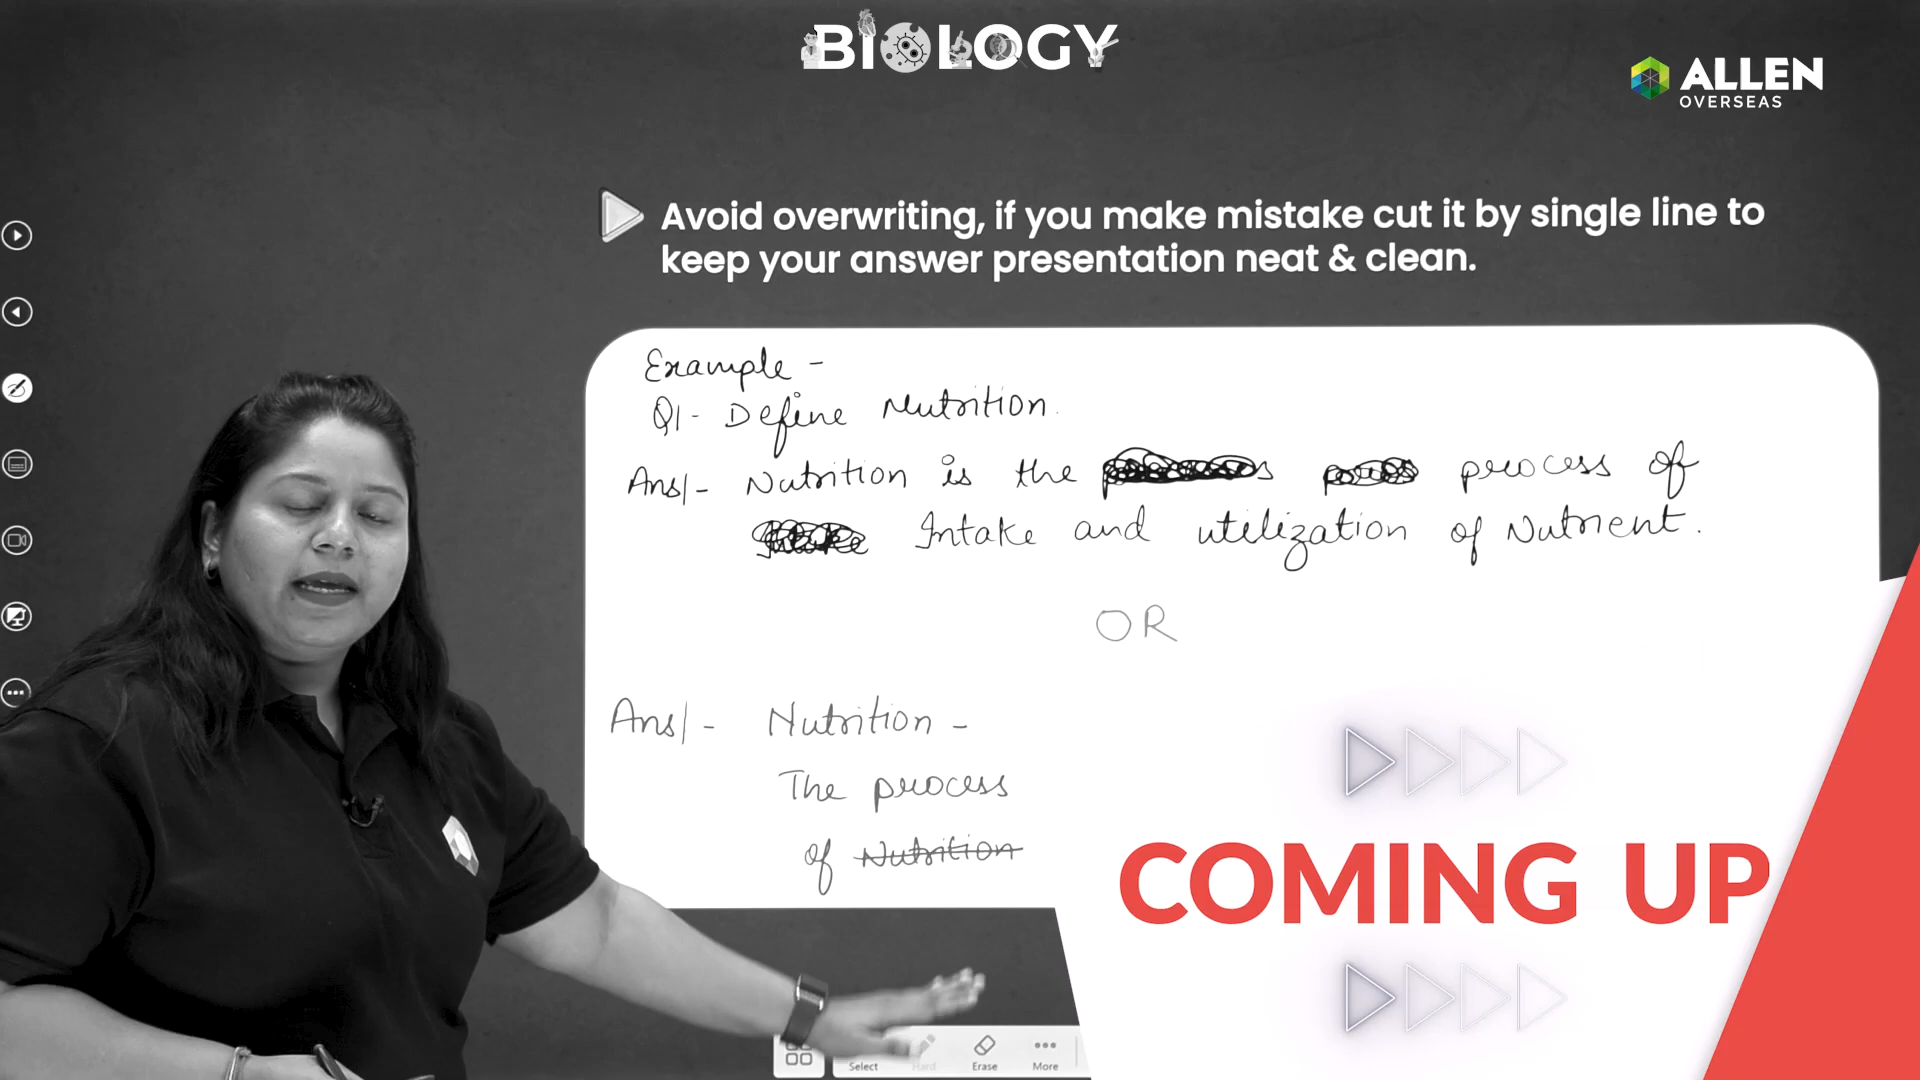 BIOLOGY
ALLEN
OVERSEAS
Avoid overwriting, if you make mistake cut it by single line to
keep your answer presentation neat & clean.
Example -
Q1- Define Nutrition.
Ans/- Nutrition is the process of
Intake and utilization of Nutrient.
OR
Ans/- Nutrition -
The process
of Nutrition
COMING UP
Select
Hard
Erase
More